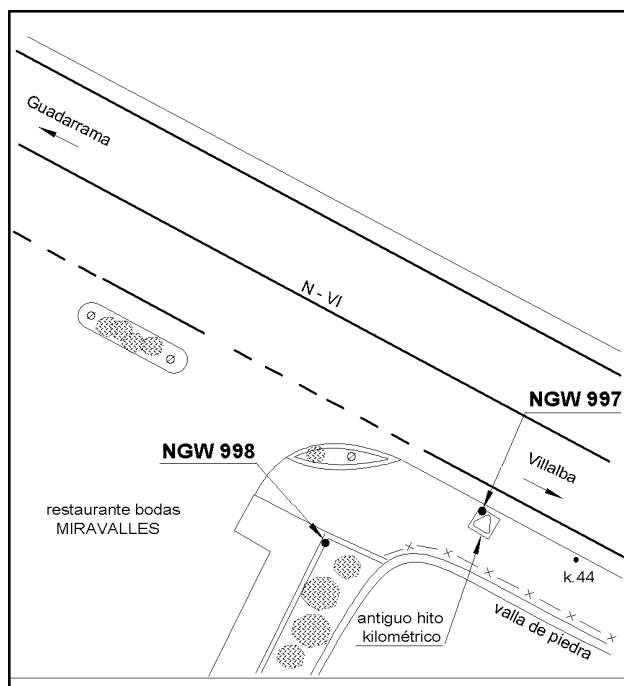 Guadarrama
N - VI
NGW 997
Villalba
NGW 998
restaurante bodas
MIRAVALLES
k.44
antiguo hito
kilométrico
valla de piedra